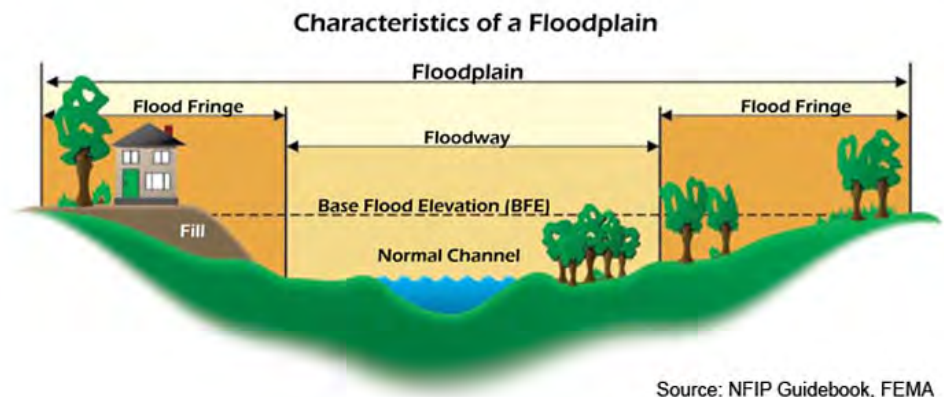 Characteristics of a Floodplain
Floodplain
Flood Fringe
Flood Fringe
Floodway
Base Flood Elevation (BFE)
Fill
Normal Channel
Source: NFIP Guidebook, FEMA